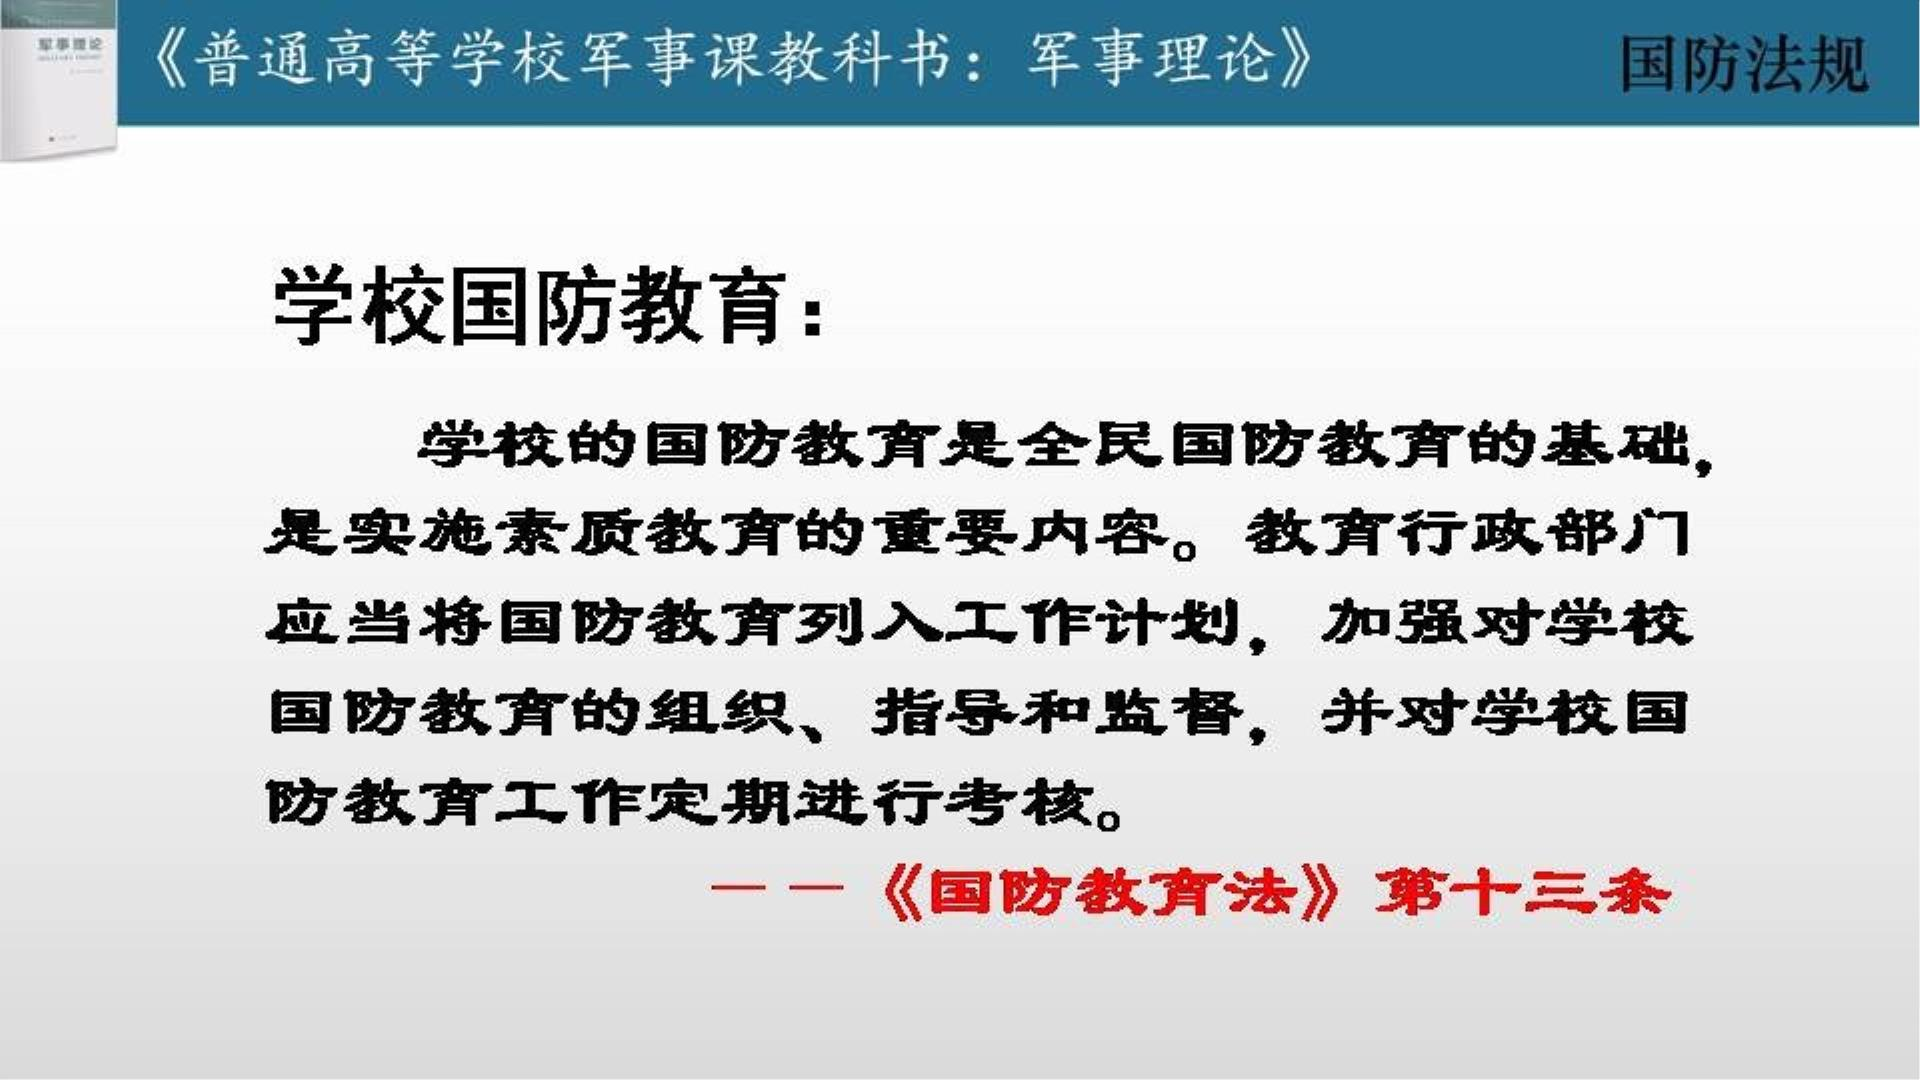 军事理论
《普通高等学校军事课教科书：军事理论》
国防法规
学校国防教育：
学校的国防教育是全民国防教育的基础，
是实施素质教育的重要内容。教育行政部门
应当将国防教育列入工作计划，加强对学校
国防教育的组织、指导和监督，并对学校国
防教育工作定期进行考核。
——《国防教育法》第十三条